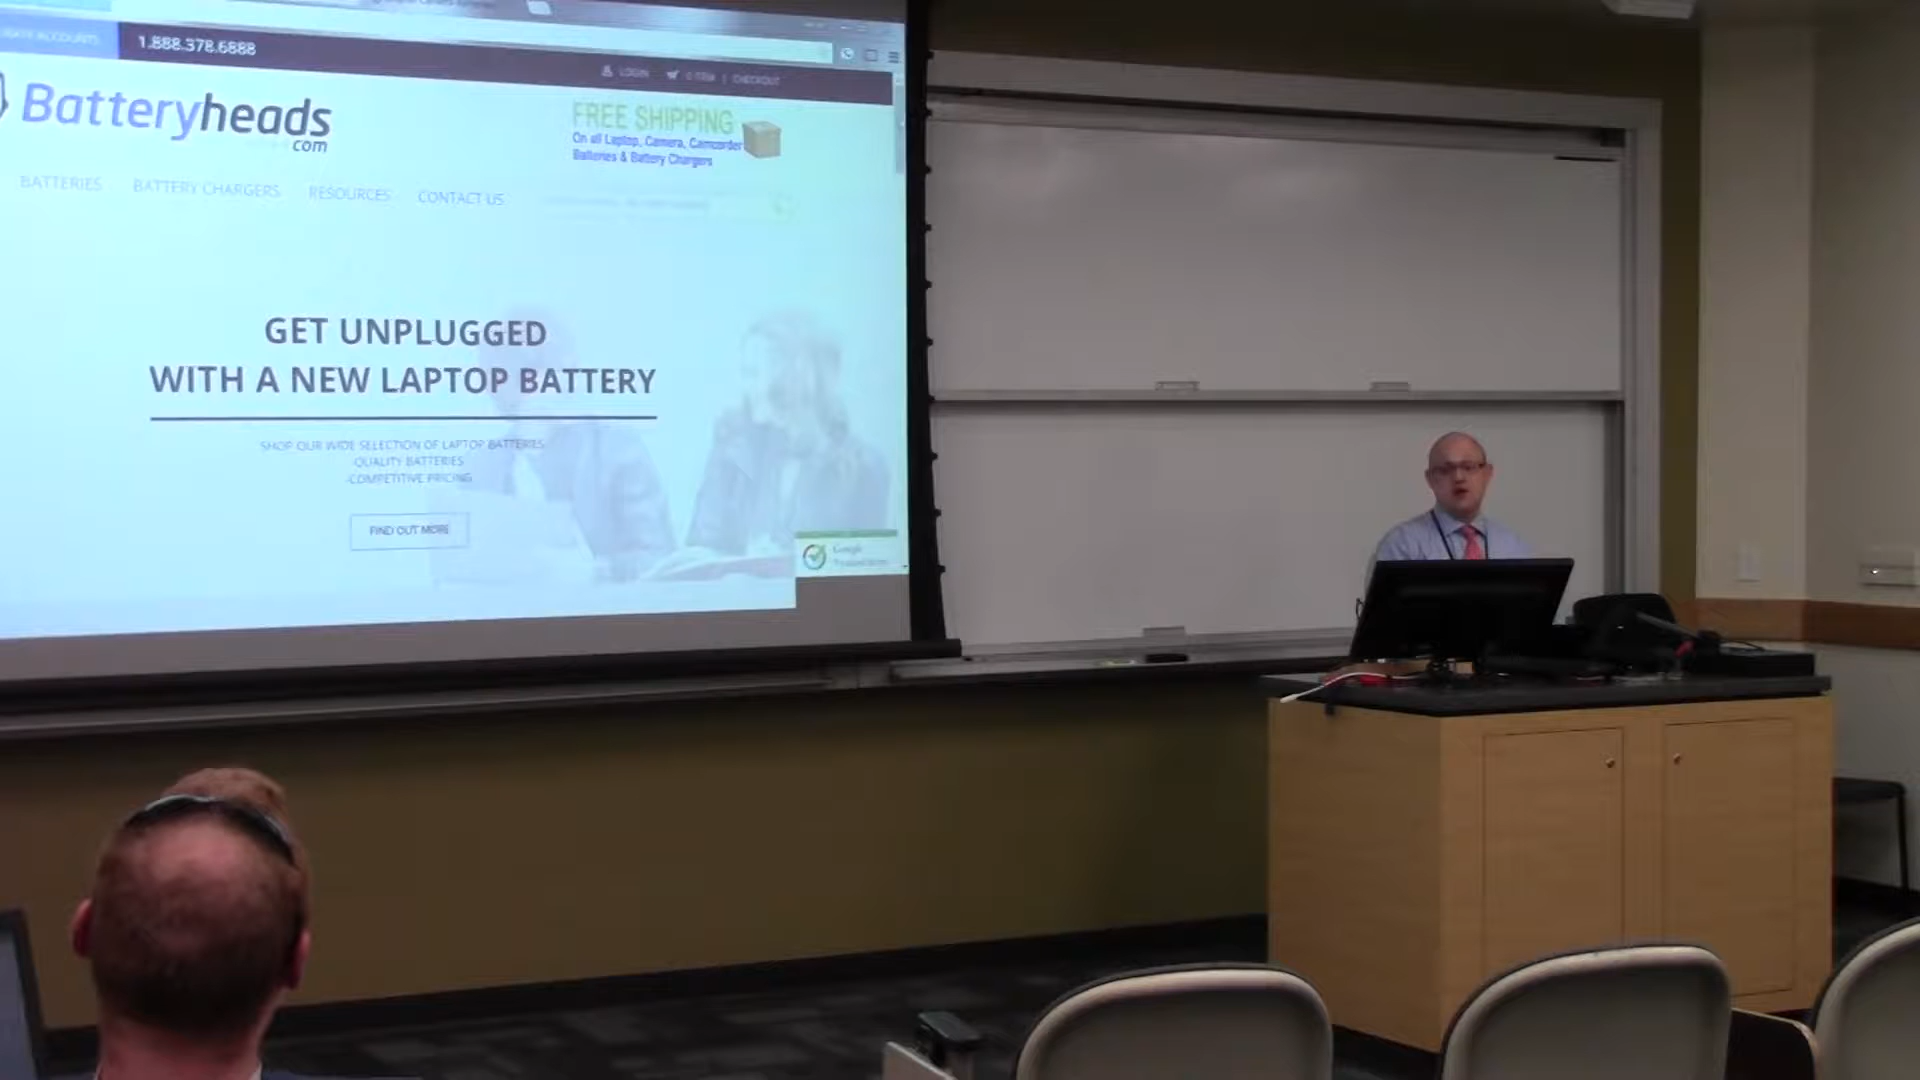 1.888.378.6888
LOGIN 0 ITEM | CHECKOUT
Batteryheads
.com
FREE SHIPPING
On all Laptop, Camera, Camcorder
Batteries & Battery Chargers
BATTERIES BATTERY CHARGERS RESOURCES CONTACT US
GET UNPLUGGED
WITH A NEW LAPTOP BATTERY
SHOP OUR WIDE SELECTION OF LAPTOP BATTERIES
QUALITY BATTERIES
COMPETITIVE PRICING
FIND OUT MORE
Google